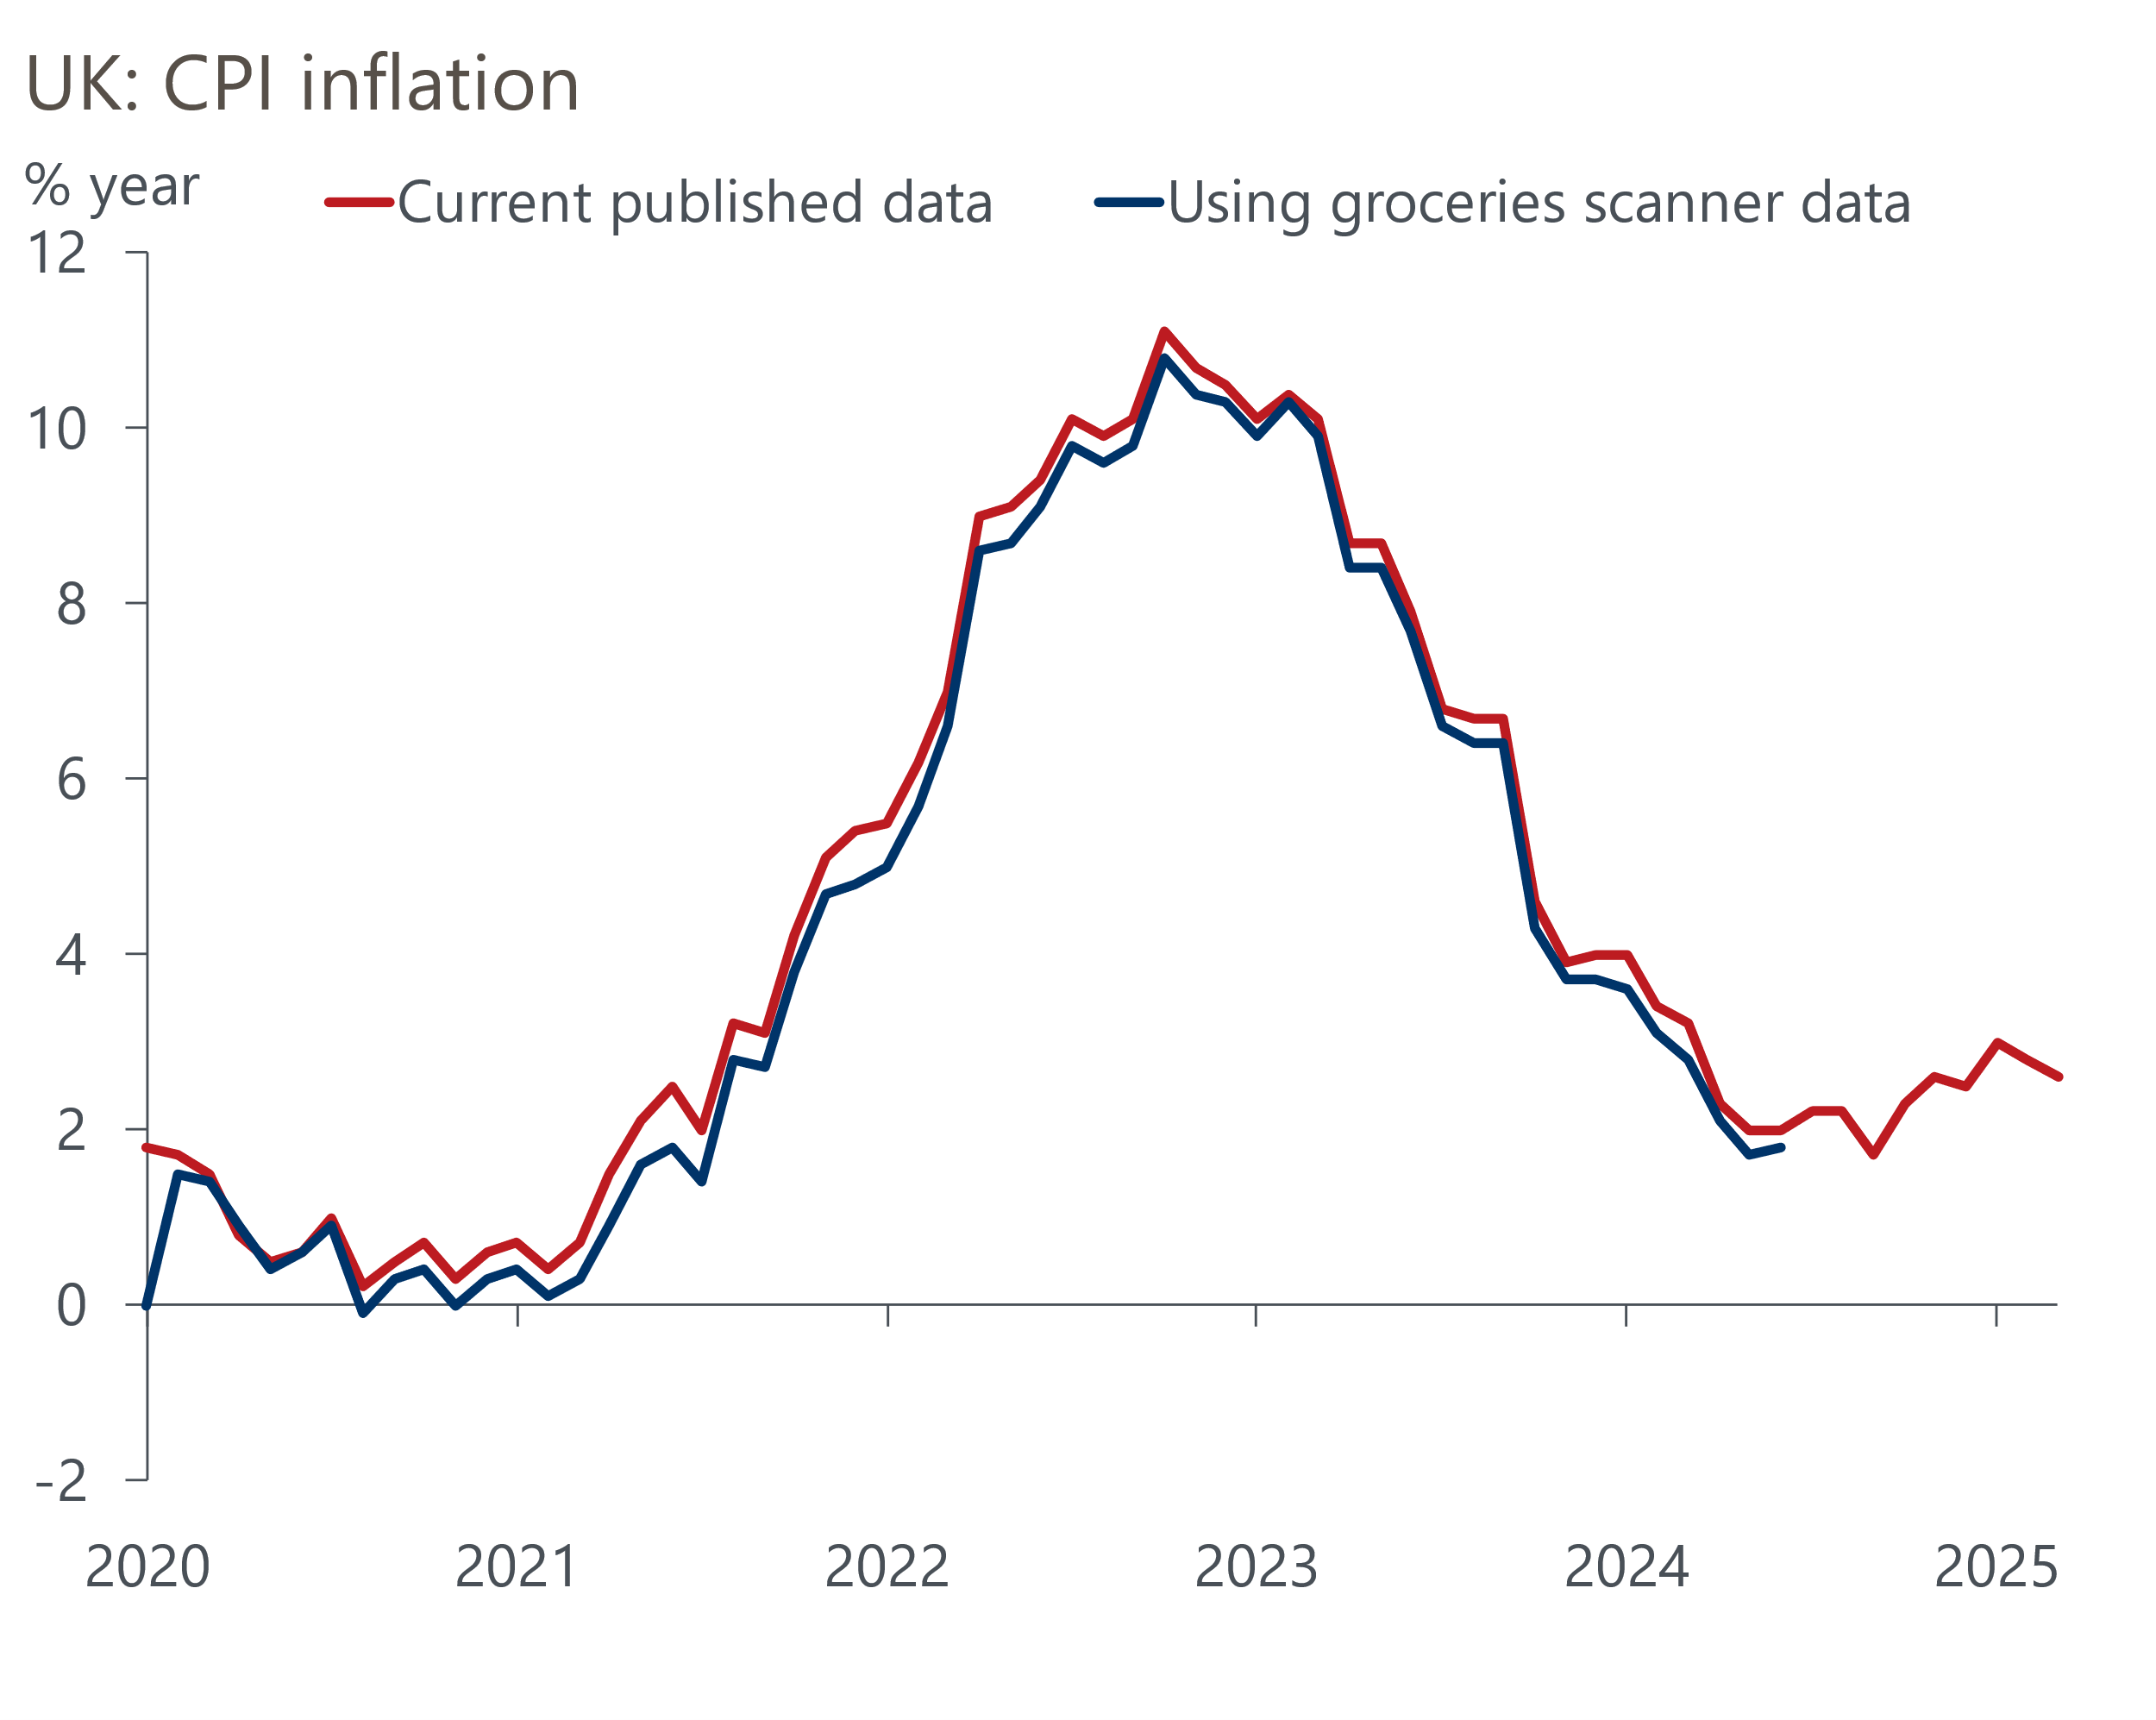 UK: CPI inflation
% year
Current published data
Using groceries scanner data
12
10
8
6
4
2
0
-2
2020 2021 2022 2023 2024 2025